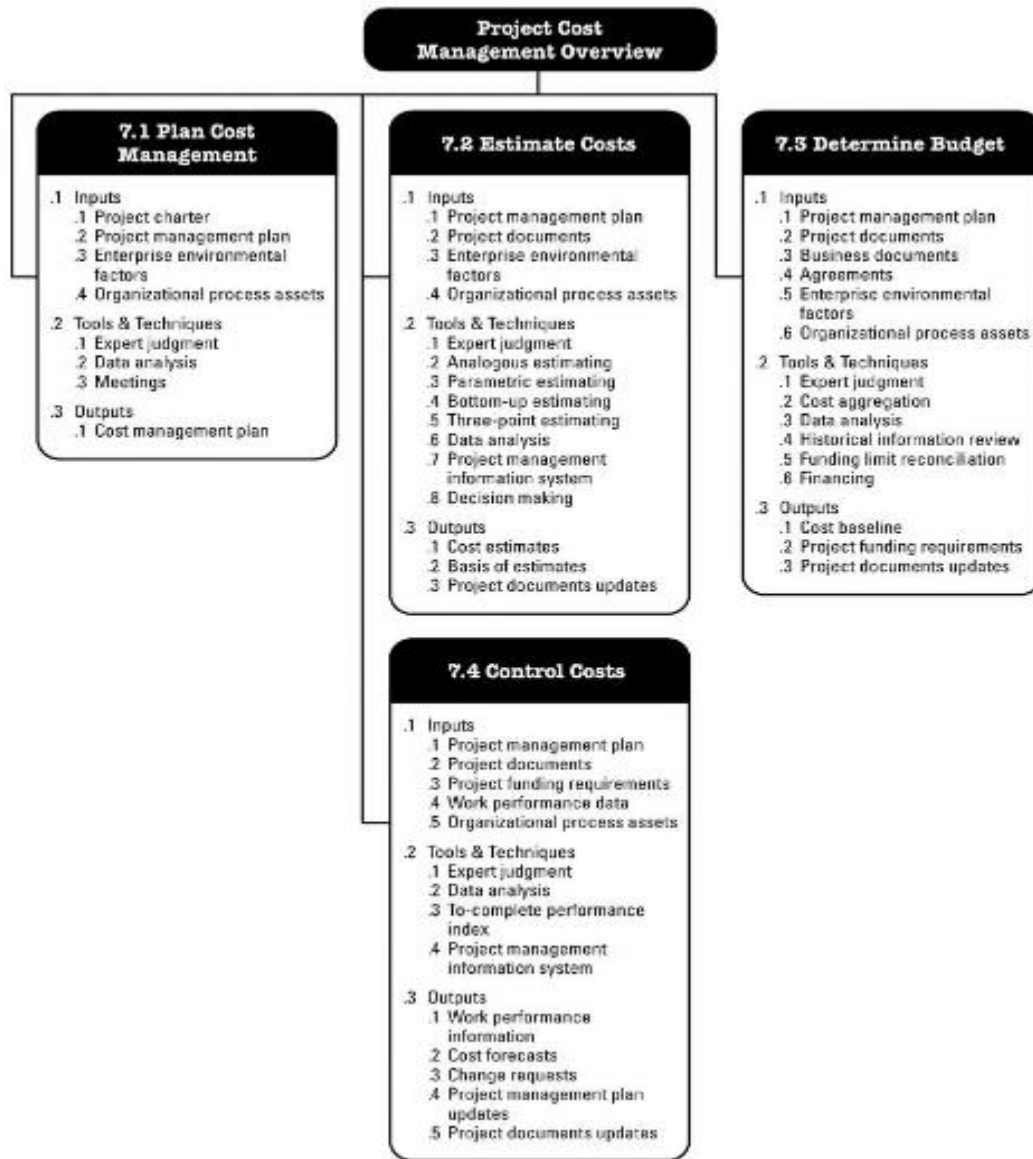 Project Cost
Management Overview
7.1 Plan Cost
Management
.1 Inputs
.1 Project charter
.2 Project management plan
.3 Enterprise environmental
factors
.4 Organizational process assets
.2 Tools & Techniques
.1 Expert judgment
.2 Data analysis
.3 Meetings
.3 Outputs
.1 Cost management plan
7.2 Estimate Costs
.1 Inputs
.1 Project management plan
.2 Project documents
.3 Enterprise environmental
factors
.4 Organizational process assets
.2 Tools & Techniques
.1 Expert judgment
.2 Analogous estimating
.3 Parametric estimating
.4 Bottom-up estimating
.5 Three-point estimating
.6 Data analysis
.7 Project management
information system
.8 Decision making
.3 Outputs
.1 Cost estimates
.2 Basis of estimates
.3 Project documents updates
7.3 Determine Budget
.1 Inputs
.1 Project management plan
.2 Project documents
.3 Business documents
.4 Agreements
.5 Enterprise environmental
factors
.6 Organizational process assets
.2 Tools & Techniques
.1 Expert judgment
.2 Cost aggregation
.3 Data analysis
.4 Historical information review
.5 Funding limit reconciliation
.6 Financing
.3 Outputs
.1 Cost baseline
.2 Project funding requirements
.3 Project documents updates
7.4 Control Costs
.1 Inputs
.1 Project management plan
.2 Project documents
.3 Project funding requirements
.4 Work performance data
.5 Organizational process assets
.2 Tools & Techniques
.1 Expert judgment
.2 Data analysis
.3 To-complete performance
index
.4 Project management
information system
.3 Outputs
.1 Work performance
information
.2 Cost forecasts
.3 Change requests
.4 Project management plan
updates
.5 Project documents updates